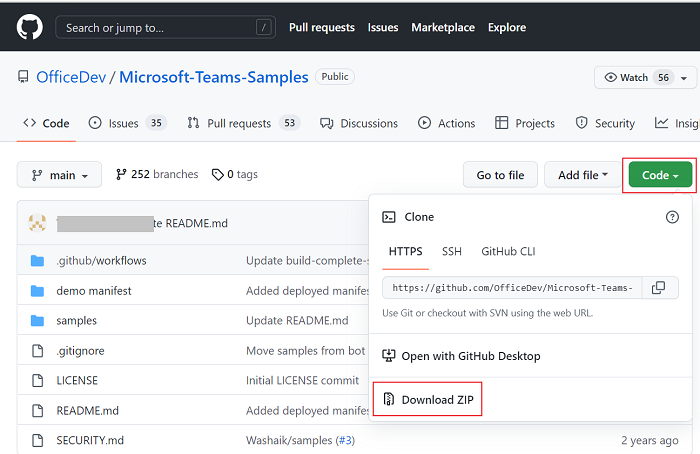 Search or jump to... / Pull requests Issues Marketplace Explore
OfficeDev / Microsoft-Teams-Samples Public Watch 56
Code Issues 35 Pull requests 53 Discussions Actions Projects Security
main 252 branches 0 tags Go to file Add file Code
README.md
Clone
.github/workflows Update build-complete-
HTTPS SSH GitHub CLI
demo manifest Added deployed manifes
https://github.com/OfficeDev/Microsoft-Teams-
samples Update README.md
Use Git or checkout with SVN using the web URL.
.gitignore Move samples from bot
Open with GitHub Desktop
LICENSE Initial LICENSE commit
Download ZIP
README.md Added deployed manifes
SECURITY.md Washaik/samples (#3) 2 years ago